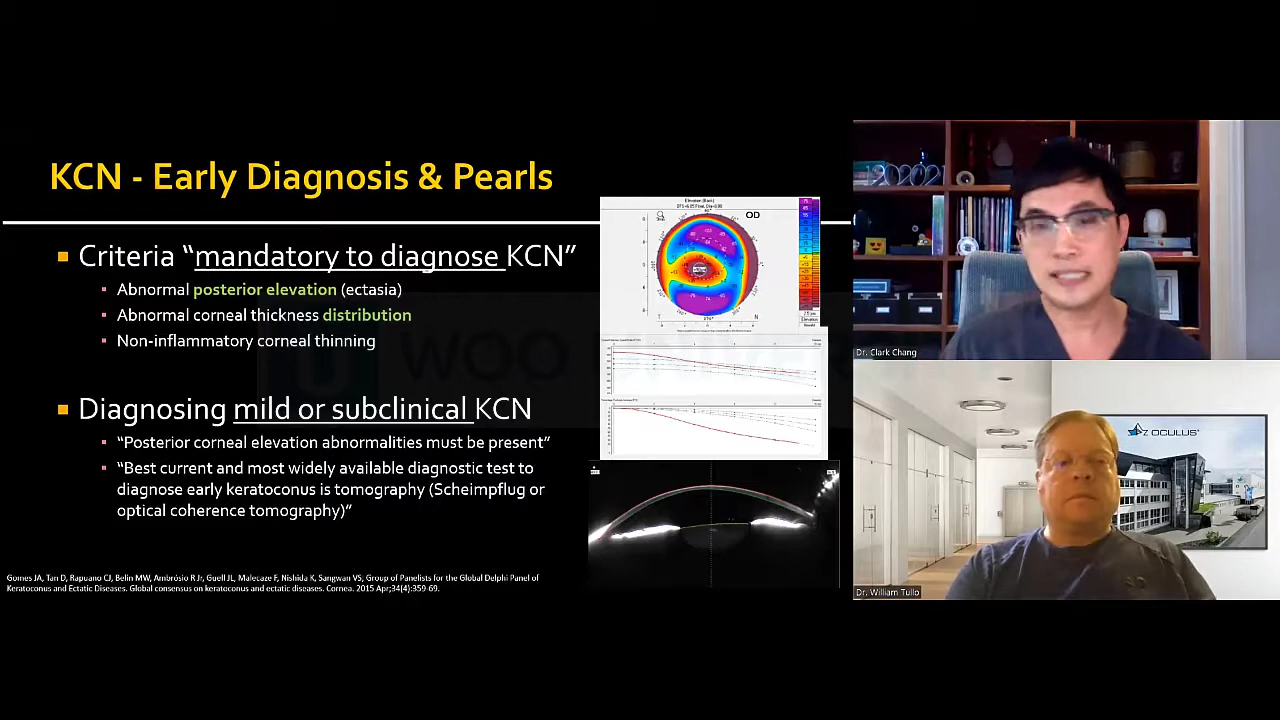 KCN - Early Diagnosis & Pearls
Criteria “mandatory to diagnose KCN”
Abnormal posterior elevation (ectasia)
Abnormal corneal thickness distribution
Non-inflammatory corneal thinning
Diagnosing mild or subclinical KCN
“Posterior corneal elevation abnormalities must be present”
“Best current and most widely available diagnostic test to
diagnose early keratoconus is tomography (Scheimpflug or
optical coherence tomography)”
Gomes JA, Tan D, Rapuano CJ, Belin MW, Ambrósio R Jr, Guell JL, Malecaze F, Nishida K, Sangwan VS; Group of Panelists for the Global Delphi Panel of
Keratoconus and Ectatic Diseases. Global consensus on keratoconus and ectatic diseases. Cornea. 2015 Apr;34(4):359-69.
Elevation (Back)
OD
T
N
Dr. Clark Chang
OCULUS
Dr. William Tullo